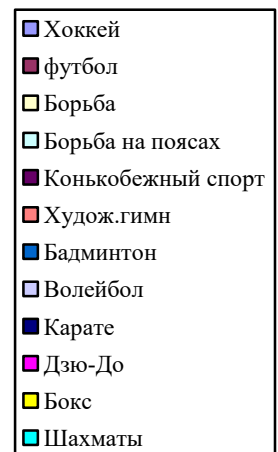 Хоккей
футбол
Борьба
Борьба на поясах
Конькобежный спорт
Худож.гимн
Бадминтон
Волейбол
Карате
Дзю-До
Бокс
Шахматы